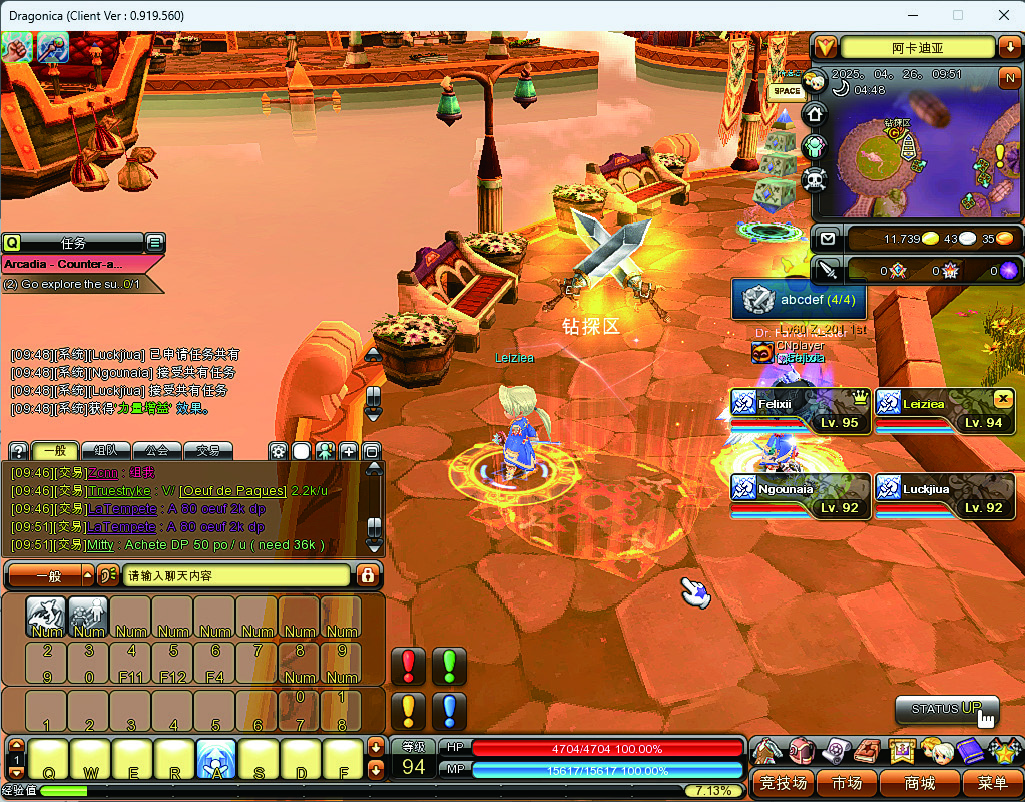 Dragonica (Client Ver : 0.919.560)
阿卡迪亚
2025。04。26。09:51
N
04:48
SPACE
钻探区
11.739 43 35
0 0 0
Q 任务
Arcadia - Counter-a...
(2) Go explore the su..0/1
abcdef (4/4)
钻探区
Leiziea
CNplayer
[09:48][系统][Luckjiua] 已申请任务共有
[09:48][系统][Ngounaia] 接受共有任务
[09:48][系统][Luckjiua] 接受共有任务
[09:48][系统]获得'力量增益' 效果。
Felixii
Lv. 95
Leiziea
Lv. 94
Ngounaia
Lv. 92
Luckjiua
Lv. 92
? 一般 组队 公会 交易
[09:46][交易]Zonn : 组我
[09:46][交易]Truestryke : V/ [Oeuf de Paques] 2.2k/u
[09:46][交易]LaTempete : A 80 oeuf 2k dp
[09:51][交易]LaTempete : A 80 oeuf 2k dp
[09:51][交易]Mitty : Achete DP 50 po / u ( need 36k )
一般 请输入聊天内容
Num Num Num Num Num Num Num Num
2 3 4 5 6 7 8 9
9 0 F11 F12 F4 Num Num
0 1
1 2 3 4 5 6 7 8
STATUS UP
1 Q W E R A S D F
等级
94
HP 4704/4704 100.00%
MP 15617/15617 100.00%
经验值 7.13%
竞技场 市场 商城 菜单